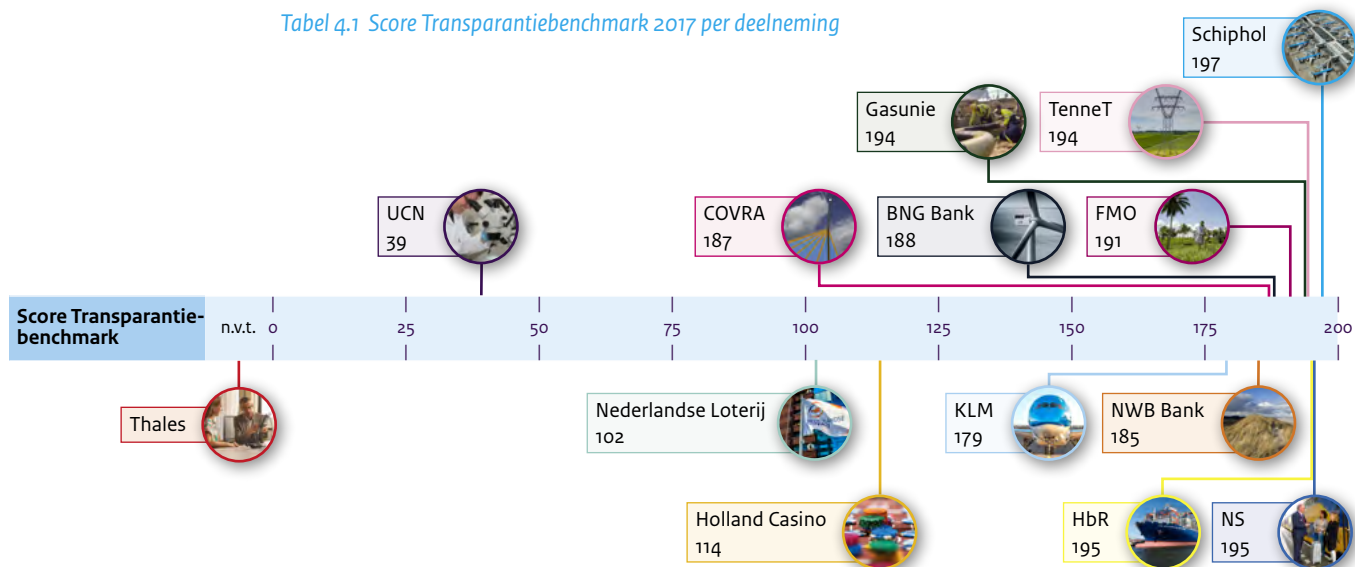 Tabel 4.1 Score Transparantiebenchmark 2017 per deelneming
Schiphol
197
Gasunie
194
TenneT
194
UCN
39
COVRA
187
BNG Bank
188
FMO
191
Score Transparantie-
benchmark
n.v.t. 0 25 50 75 100 125 150 175 200
Thales
Nederlandse Loterij
102
KLM
179
NWB Bank
185
Holland Casino
114
HbR
195
NS
195